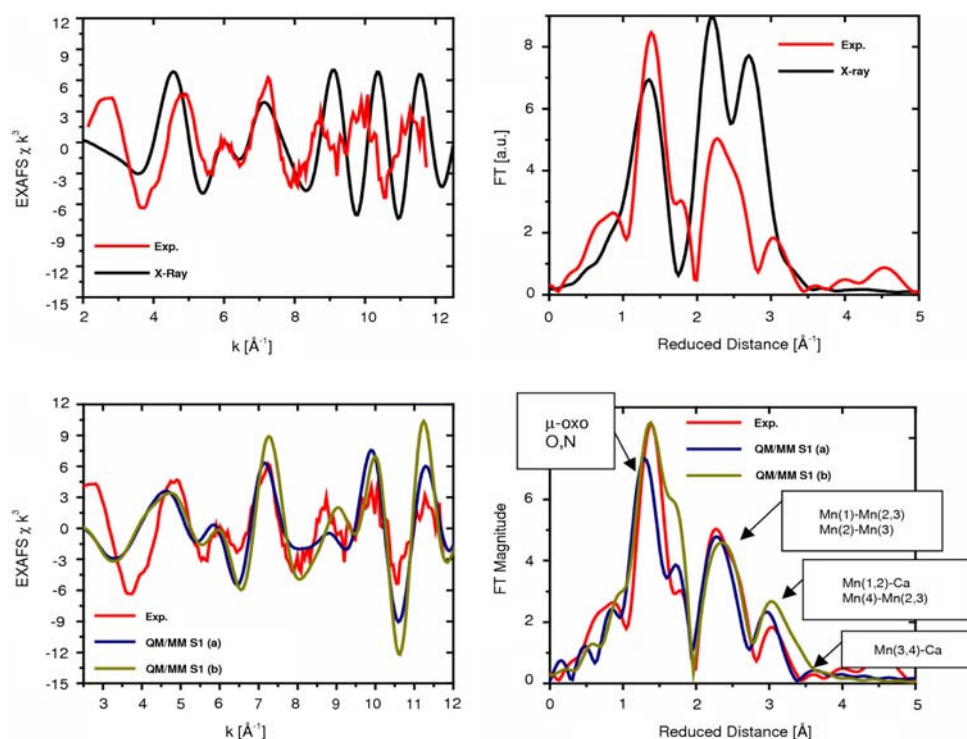 12
9
6
3
0
-3
-6
-9
-12
-15
EXAFS χ k³
Exp.
X-Ray
2
4
6
8
10
12
k [Å⁻¹]
8
6
4
2
0
FT [a.u.]
Exp.
X-ray
0
1
2
3
4
5
Reduced Distance [Å⁻¹]
12
9
6
3
0
-3
-6
-9
-12
-15
EXAFS χ k³
Exp.
QM/MM S1 (a)
QM/MM S1 (b)
3
4
5
6
7
8
9
10
11
12
k [Å⁻¹]
6
4
2
0
FT Magnitude
μ-oxo
O,N
Exp.
QM/MM S1 (a)
QM/MM S1 (b)
Mn(1)-Mn(2,3)
Mn(2)-Mn(3)
Mn(1,2)-Ca
Mn(4)-Mn(2,3)
Mn(3,4)-Ca
0
1
2
3
4
5
Reduced Distance [Å]